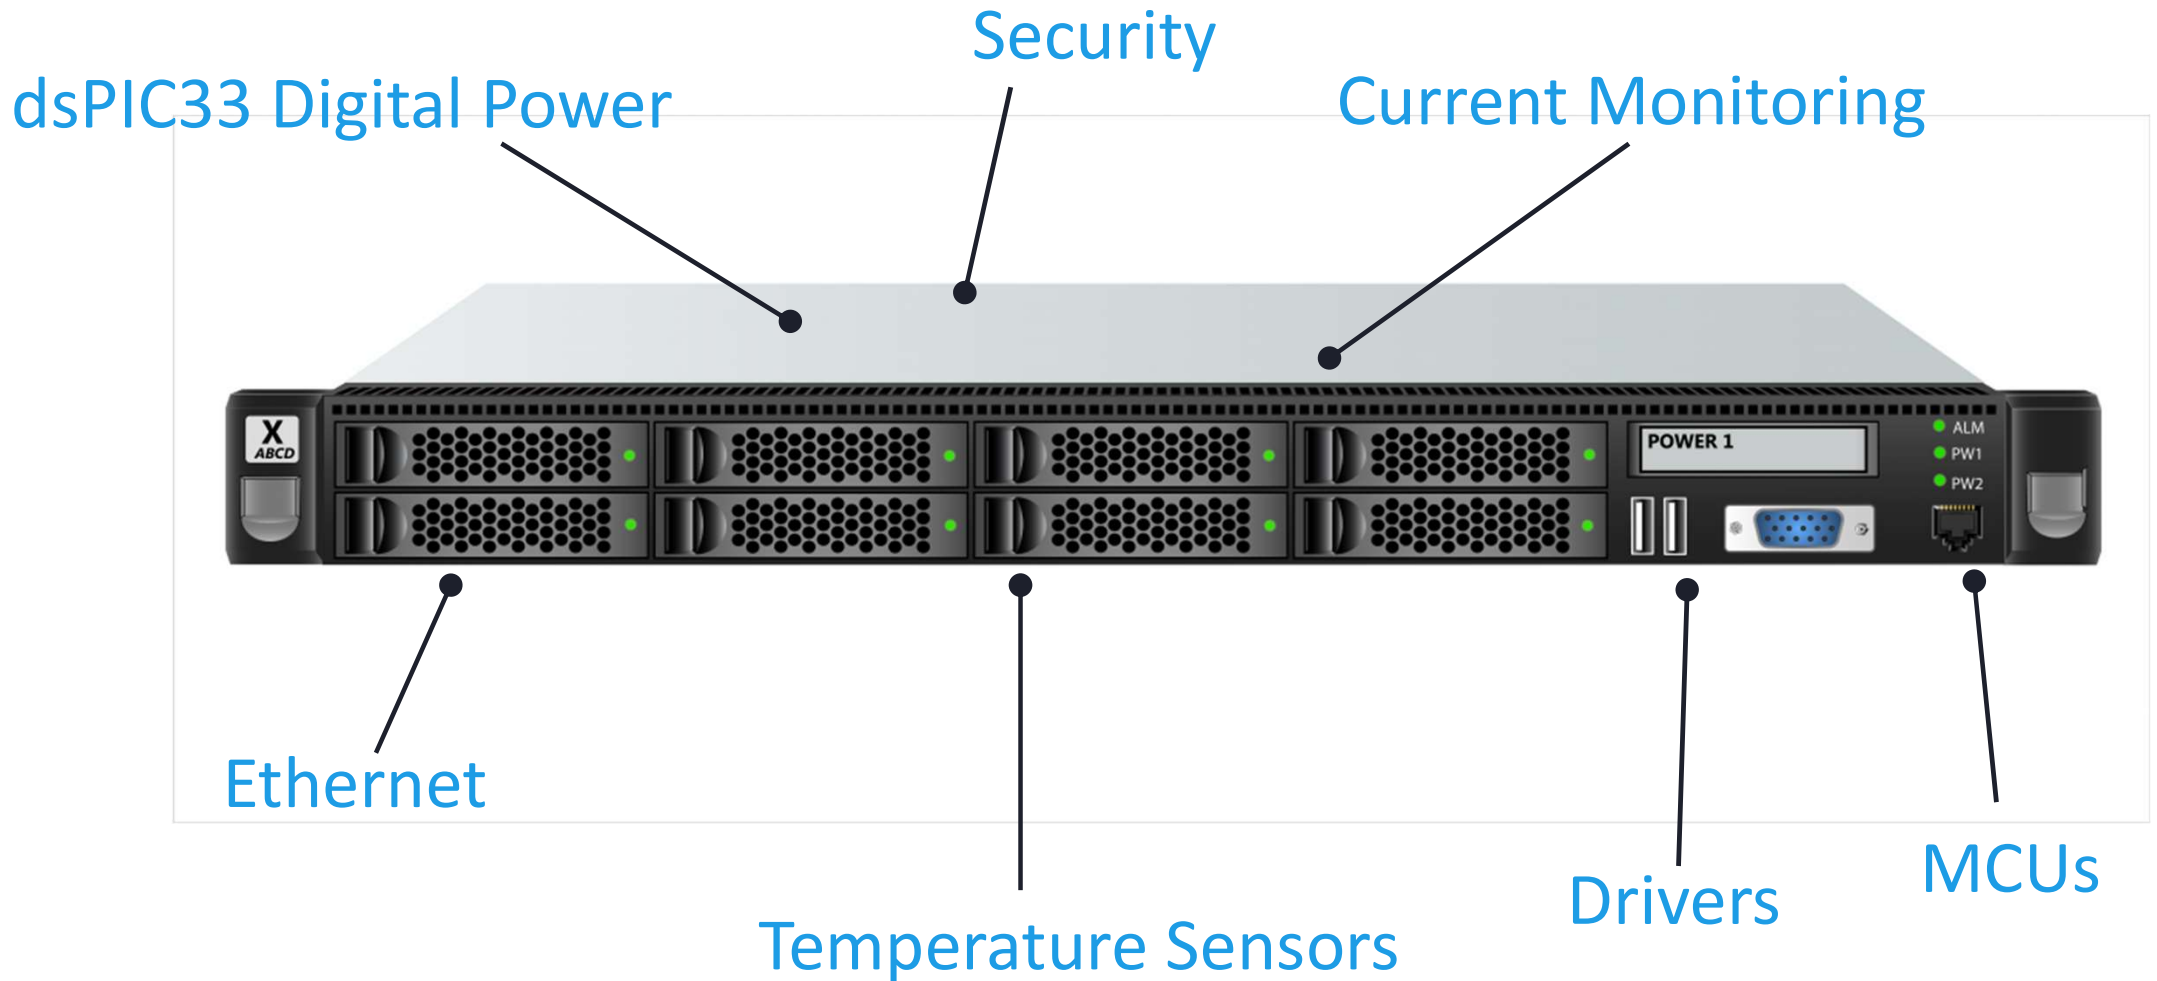 Security
dsPIC33 Digital Power
Current Monitoring
X
ABCD
POWER 1
ALM
PW1
PW2
Ethernet
MCUs
Drivers
Temperature Sensors